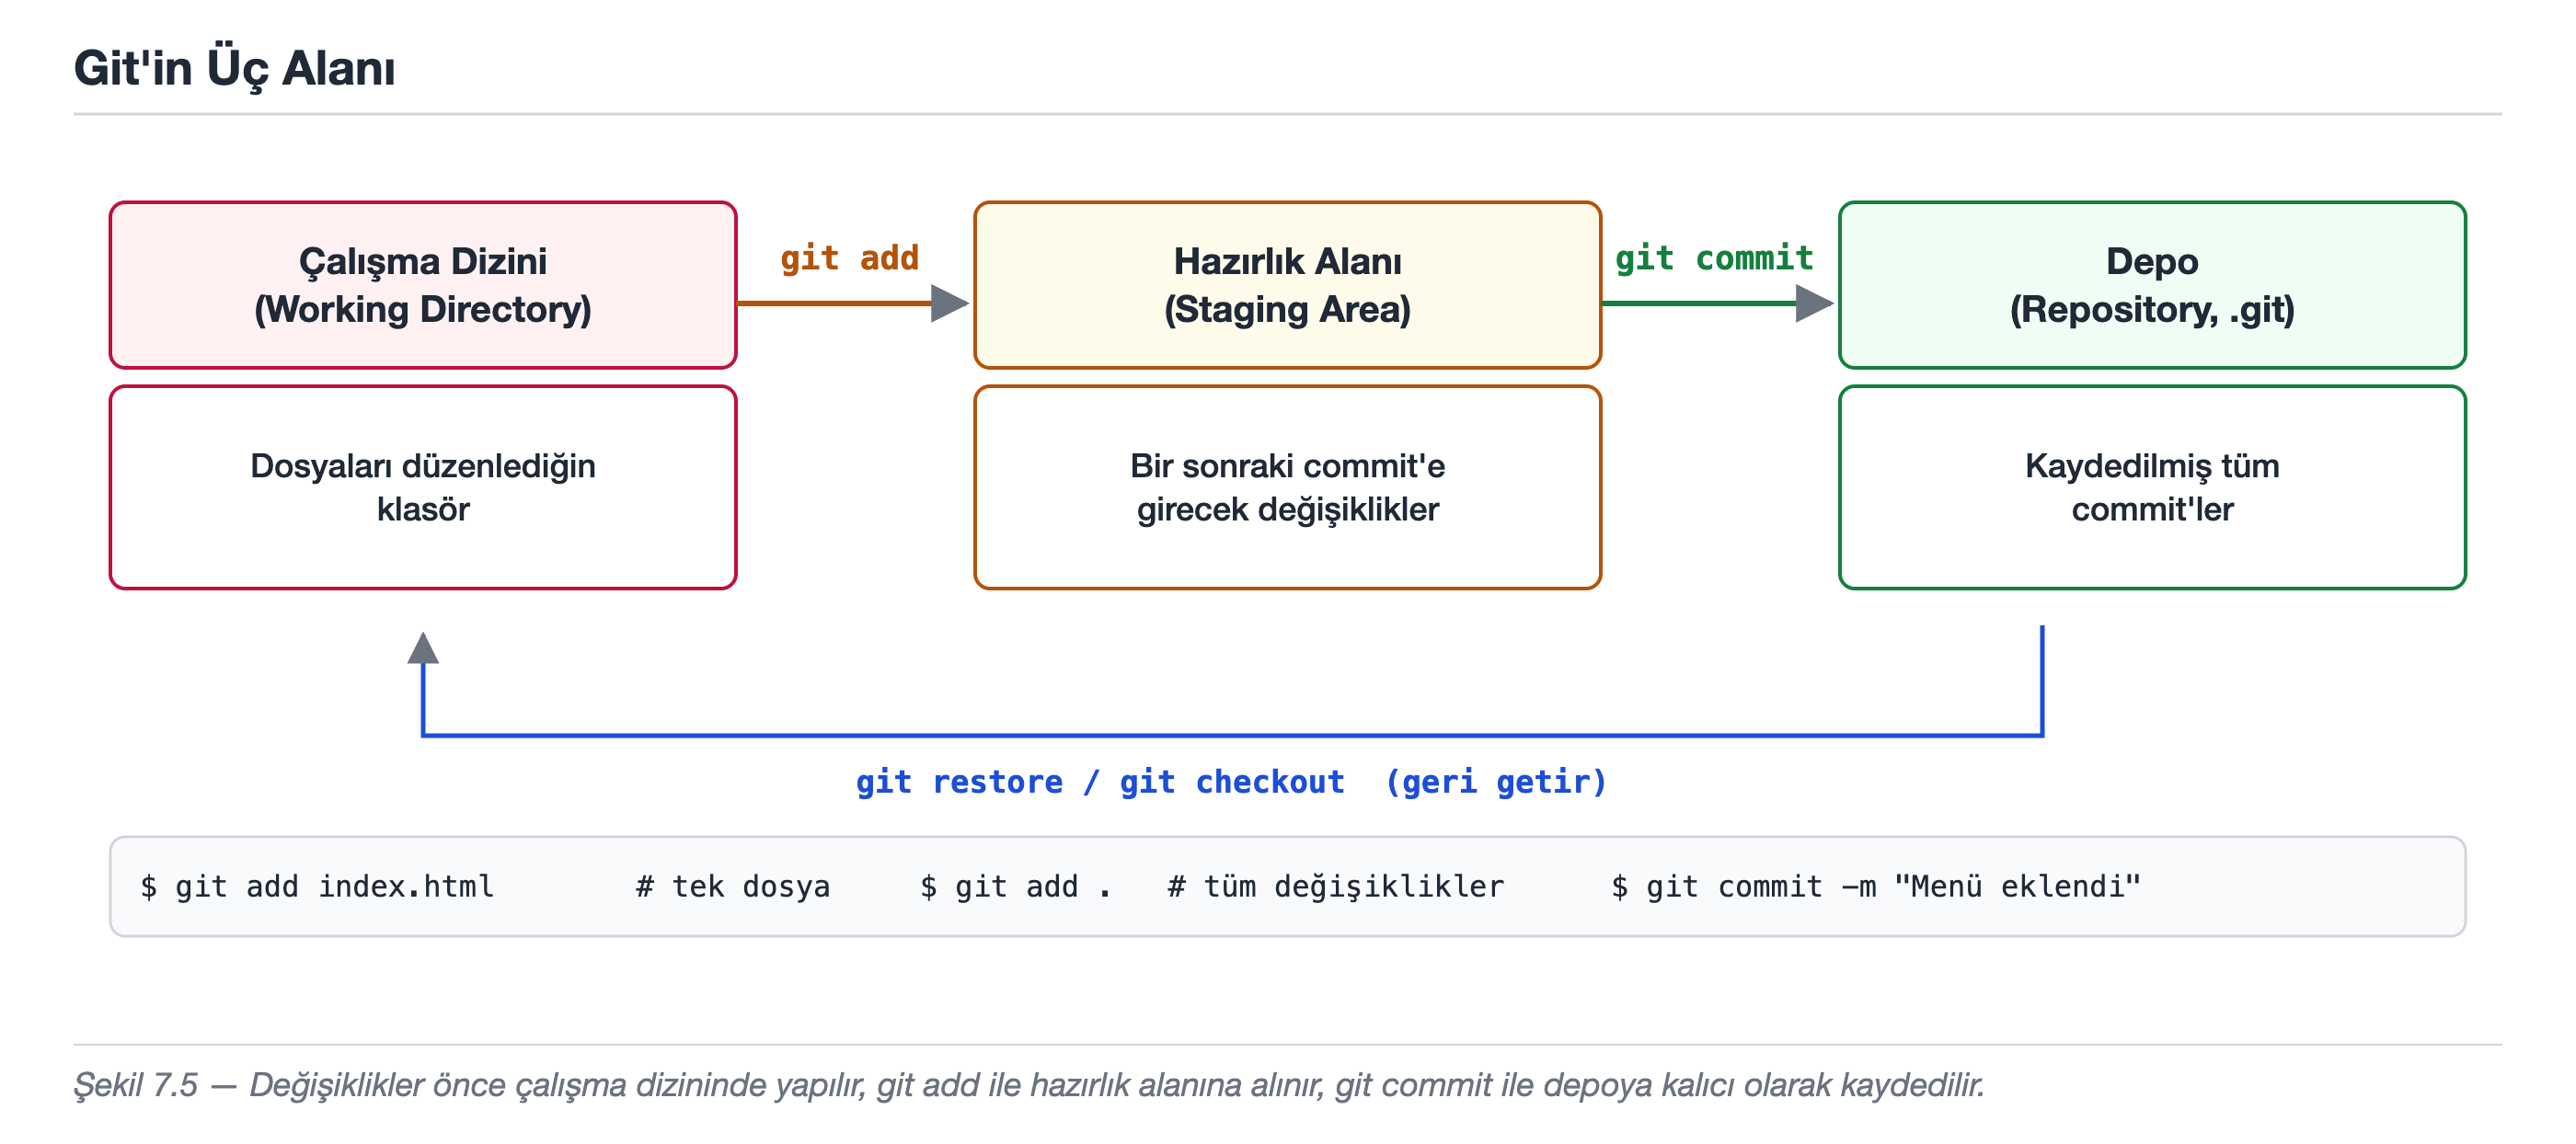 Git'in Üç Alanı
Çalışma Dizini
(Working Directory)
git add
Hazırlık Alanı
(Staging Area)
git commit
Depo
(Repository, .git)
Dosyaları düzenlediğin
klasör
Bir sonraki commit'e
girecek değişiklikler
Kaydedilmiş tüm
commit'ler
git restore / git checkout  (geri getir)
$ git add index.html        # tek dosya     $ git add .   # tüm değişiklikler      $ git commit -m "Menü eklendi"
Şekil 7.5 — Değişiklikler önce çalışma dizininde yapılır, git add ile hazırlık alanına alınır, git commit ile depoya kalıcı olarak kaydedilir.